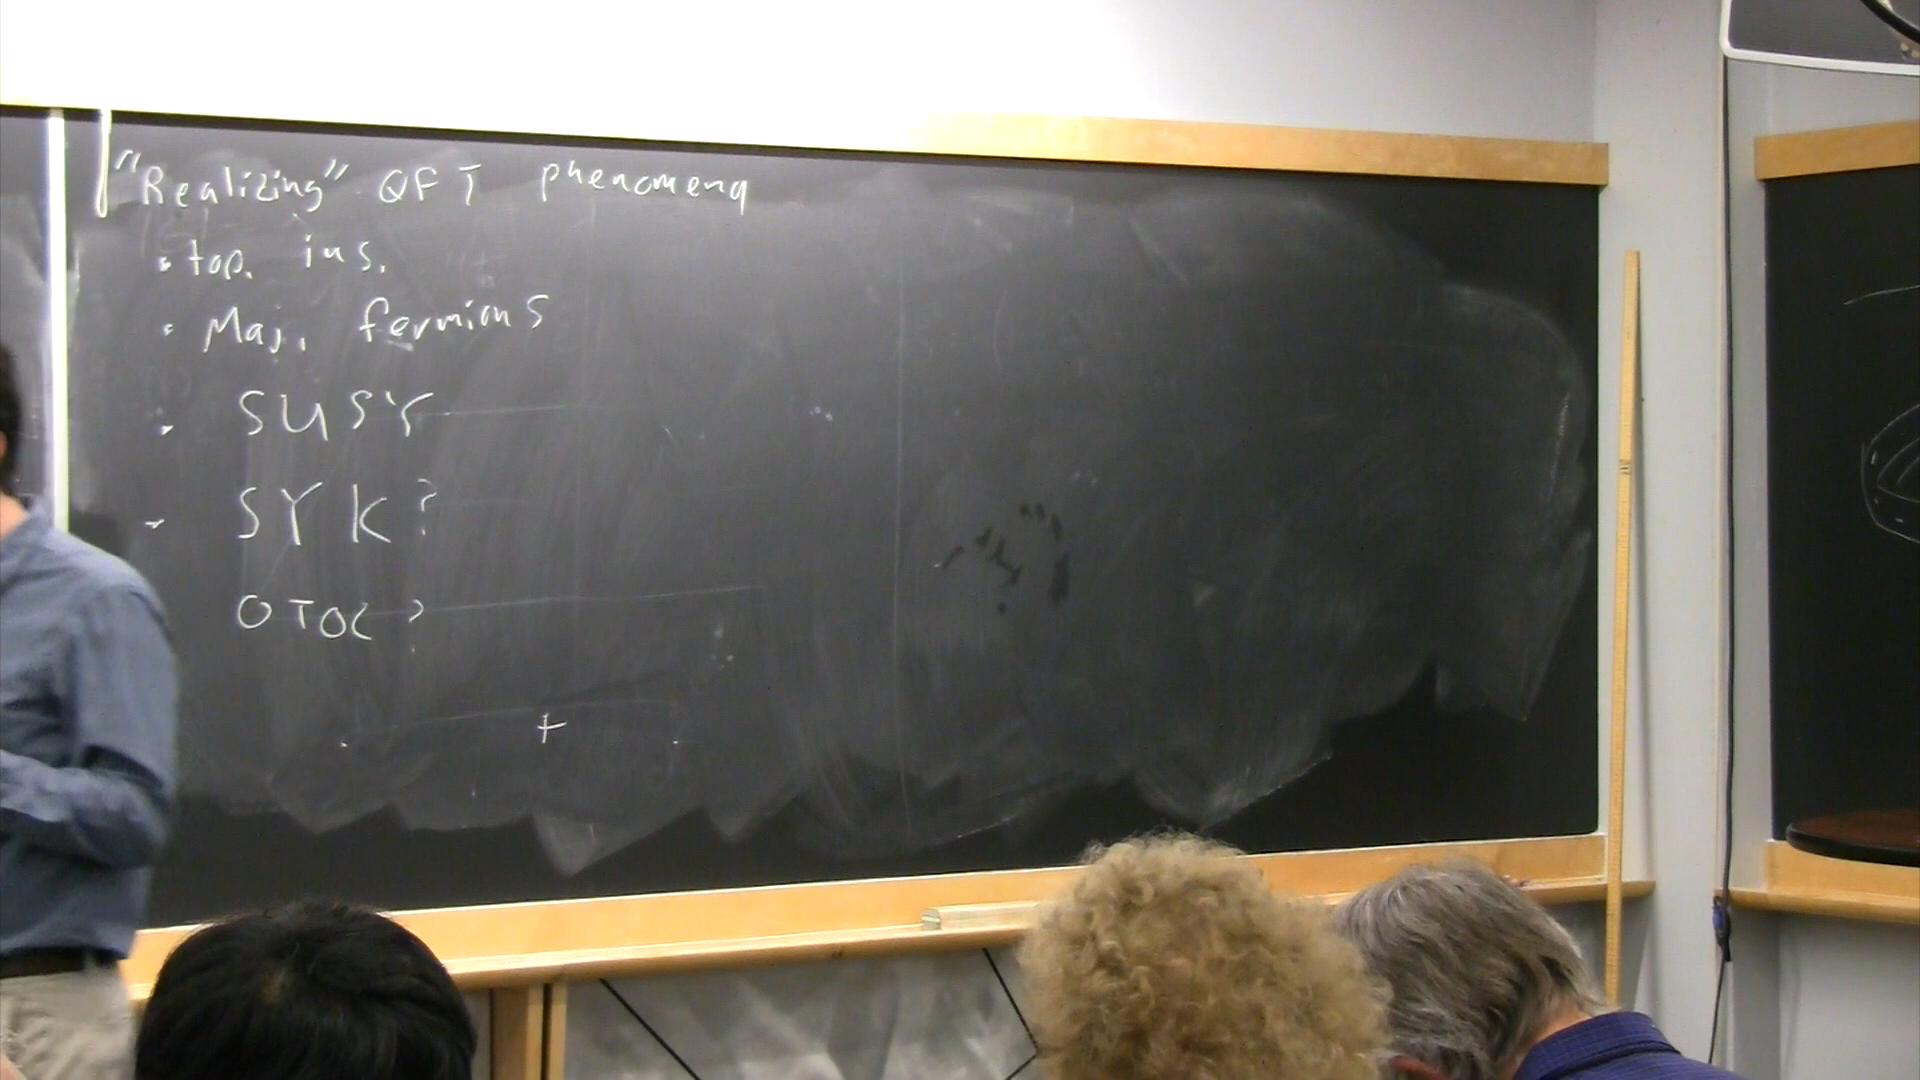 "Realizing" QFT phenomena
· top. ins.
· Maj. fermions
· SUSY
- SYK?
OTOC?
+